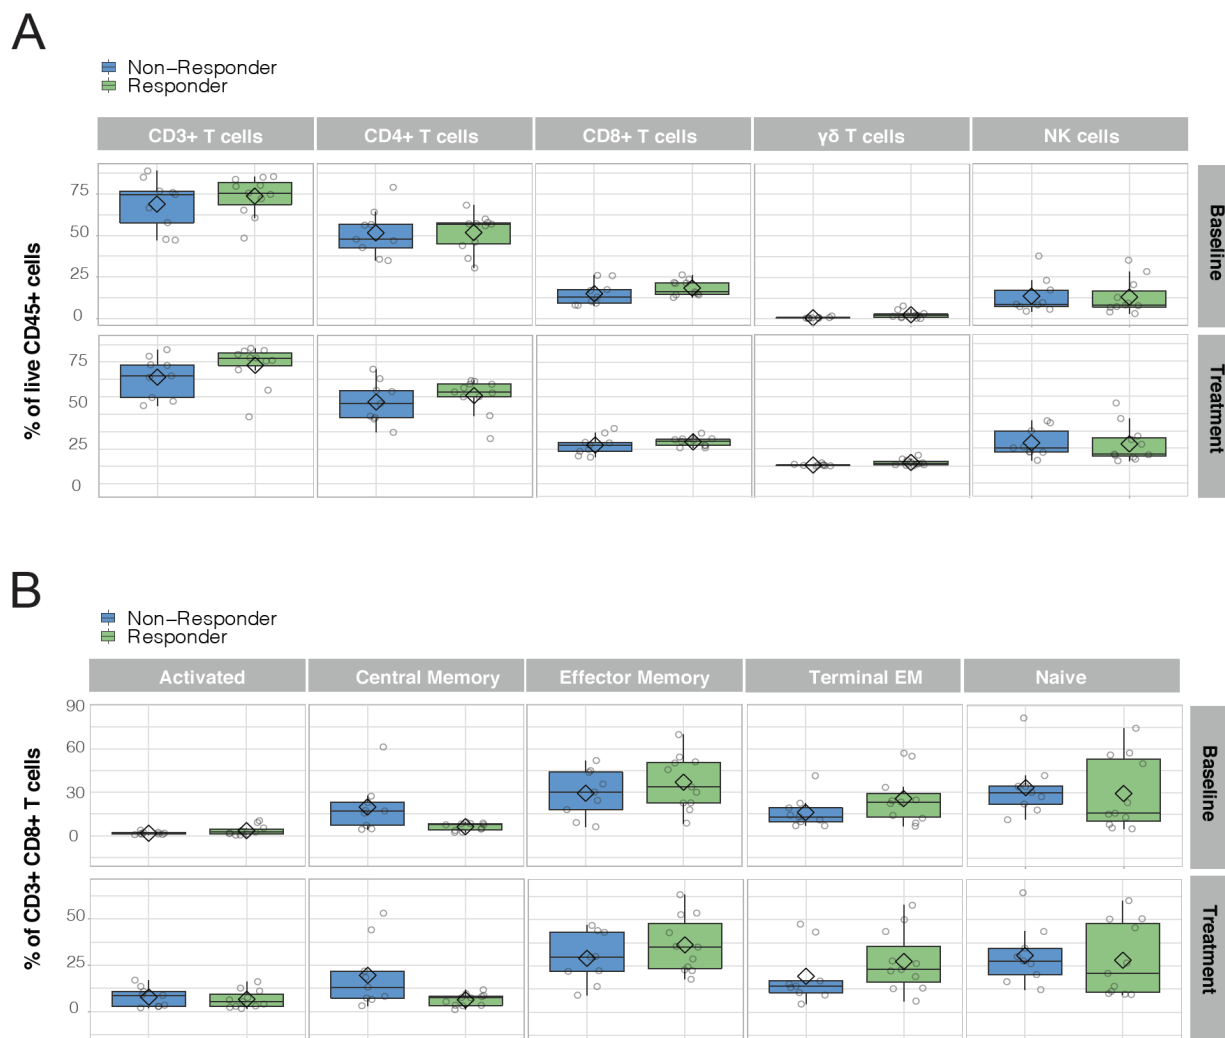 A
Non-Responder
Responder
CD3+ T cells CD4+ T cells CD8+ T cells γδ T cells NK cells
% of live CD45+ cells
75
50
25
0
Baseline
75
50
25
0
Treatment
B
Non-Responder
Responder
Activated Central Memory Effector Memory Terminal EM Naive
% of CD3+ CD8+ T cells
90
60
30
0
Baseline
50
25
0
Treatment